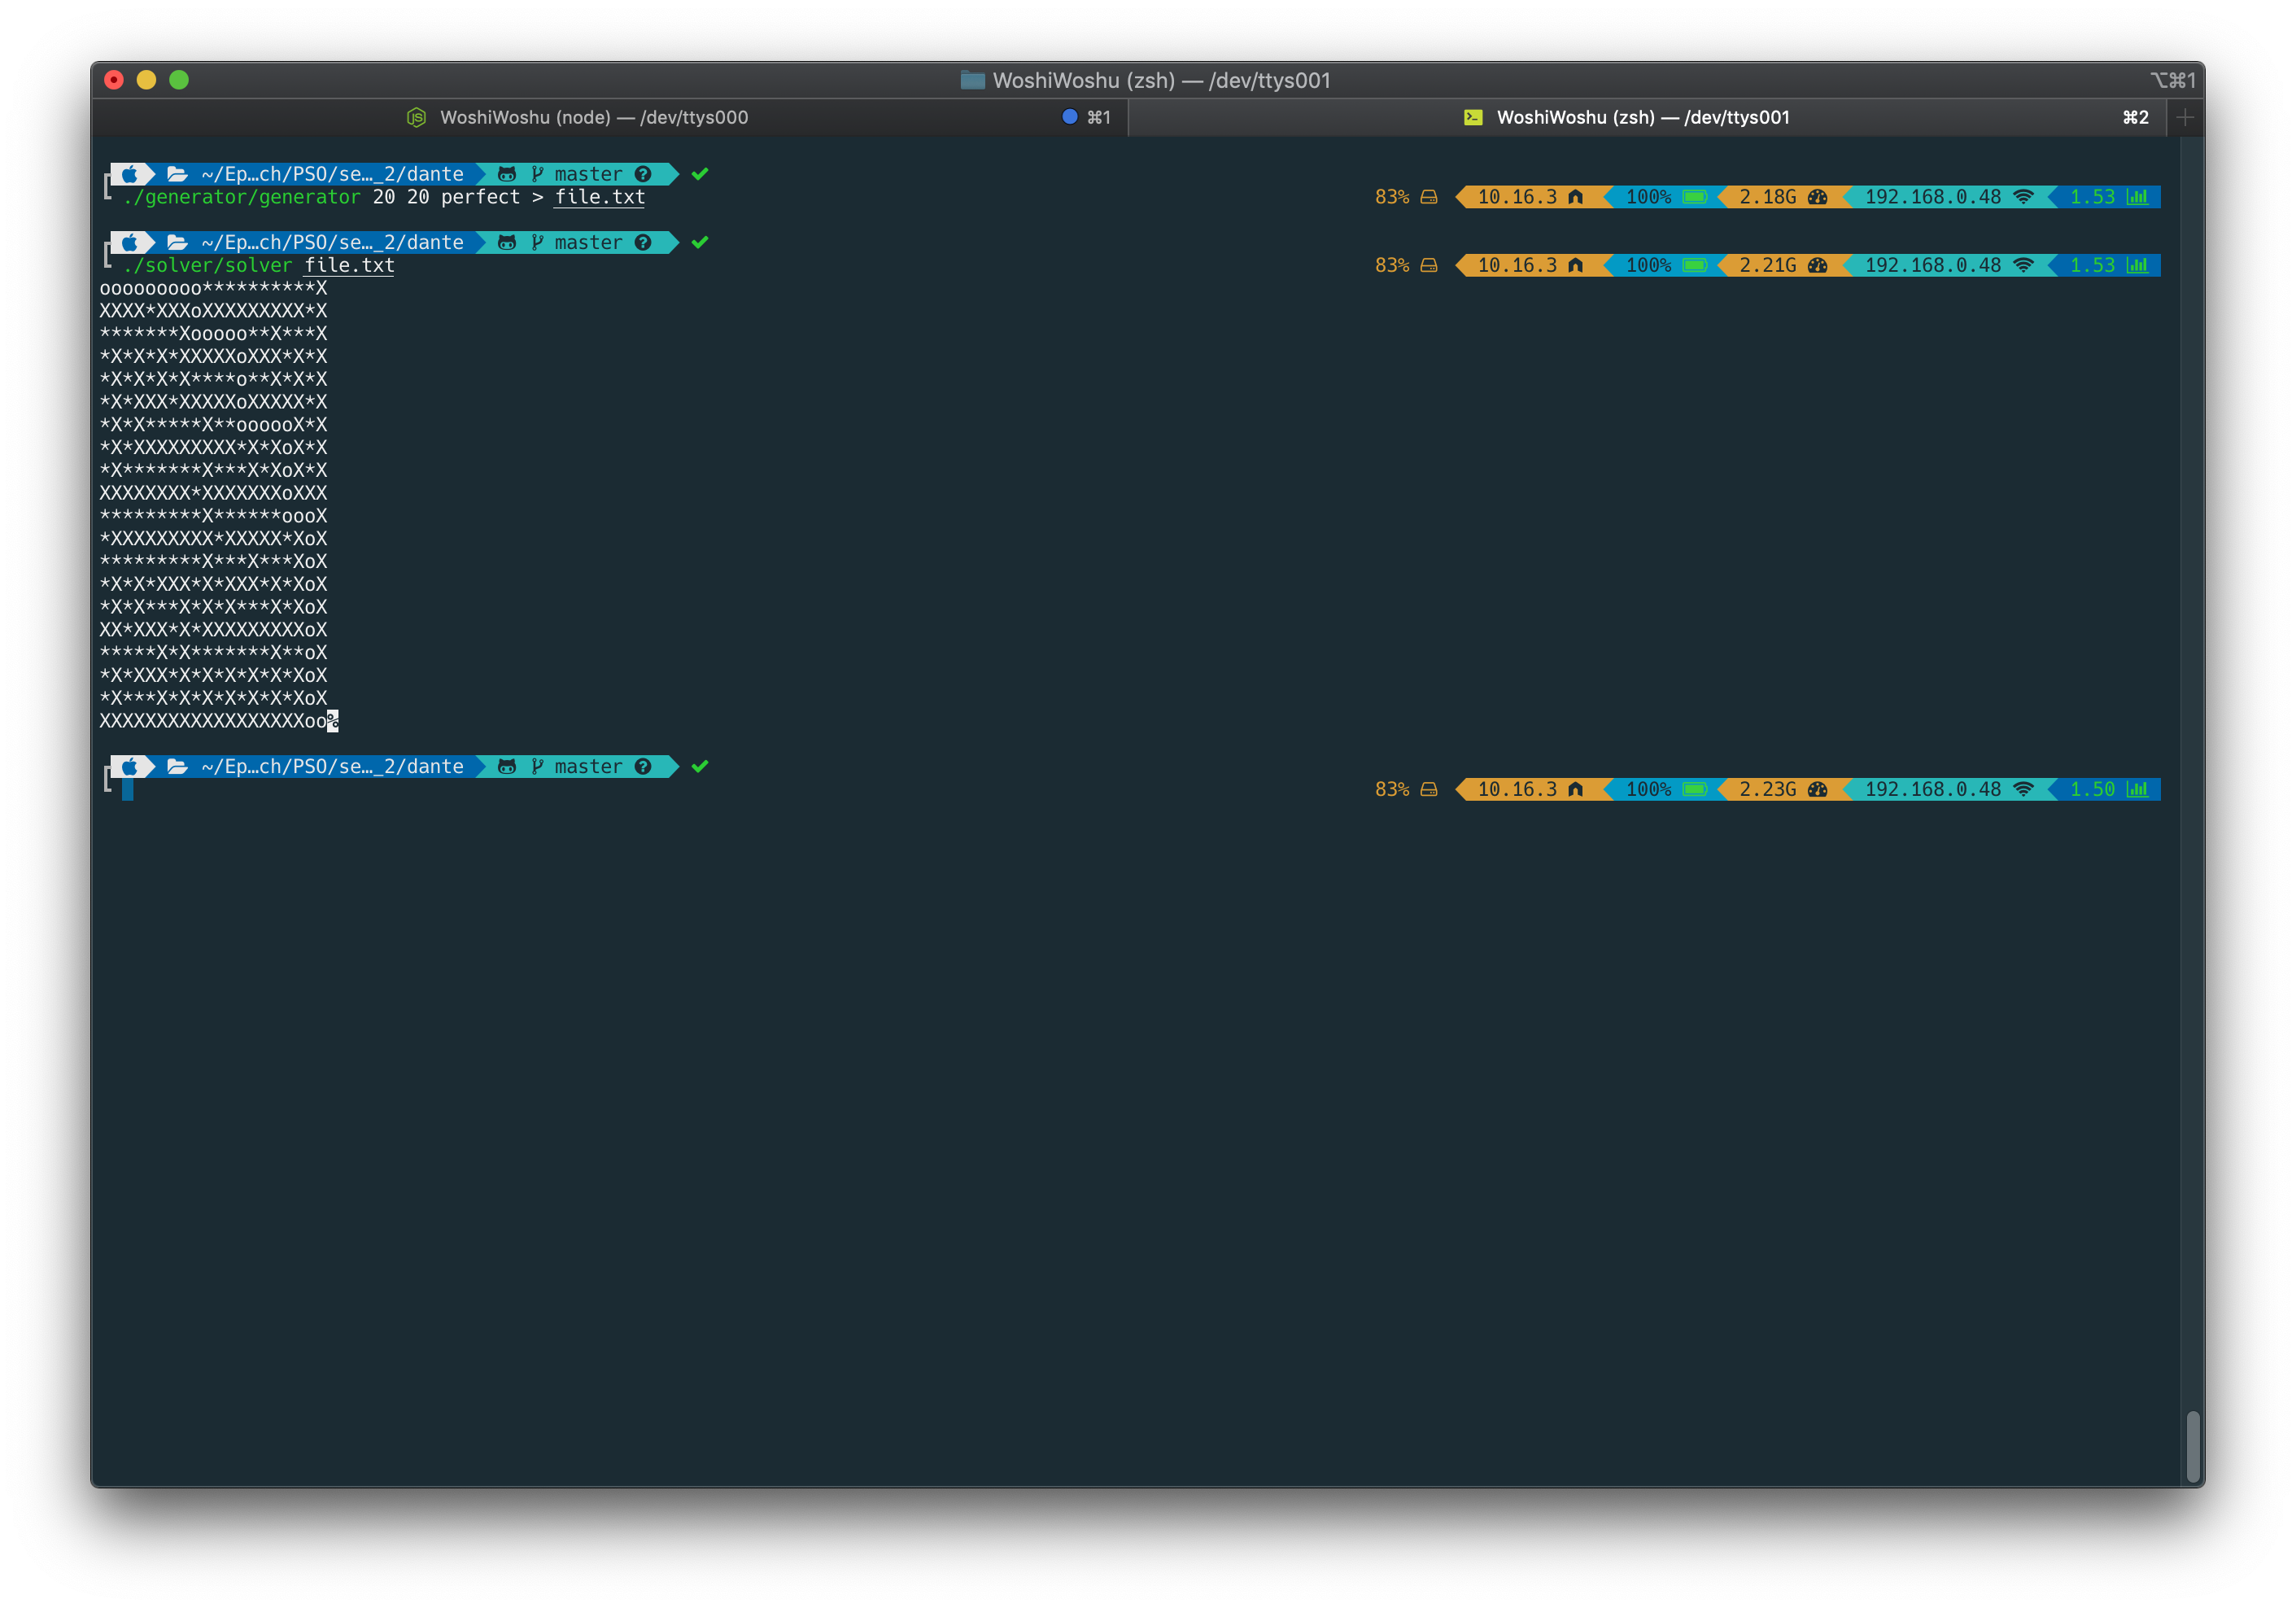 WoshiWoshu (zsh) — /dev/ttys001 ⌥⌘1
WoshiWoshu (node) — /dev/ttys000 ⌘1 WoshiWoshu (zsh) — /dev/ttys001 ⌘2
~/Ep…ch/PSO/se…_2/dante master
./generator/generator 20 20 perfect > file.txt 83% 10.16.3 100% 2.18G 192.168.0.48 1.53
~/Ep…ch/PSO/se…_2/dante master
./solver/solver file.txt 83% 10.16.3 100% 2.21G 192.168.0.48 1.53
ooooooooo**********X
XXXX*XXXoXXXXXXXXX*X
*******Xooooo**X***X
*X*X*X*XXXXXoXXX*X*X
*X*X*X*X****o**X*X*X
*X*XXX*XXXXXoXXXXX*X
*X*X*****X**oooooX*X
*X*XXXXXXXXX*X*XoX*X
*X*******X***X*XoX*X
XXXXXXXX*XXXXXXXoXXX
*********X******oooX
*XXXXXXXXX*XXXXX*XoX
*********X***X***XoX
*X*X*XXX*X*XXX*X*XoX
*X*X***X*X*X***X*XoX
XX*XXX*X*XXXXXXXXXoX
*****X*X*******X**oX
*X*XXX*X*X*X*X*X*XoX
*X***X*X*X*X*X*X*XoX
XXXXXXXXXXXXXXXXXXoo%
~/Ep…ch/PSO/se…_2/dante master
83% 10.16.3 100% 2.23G 192.168.0.48 1.50